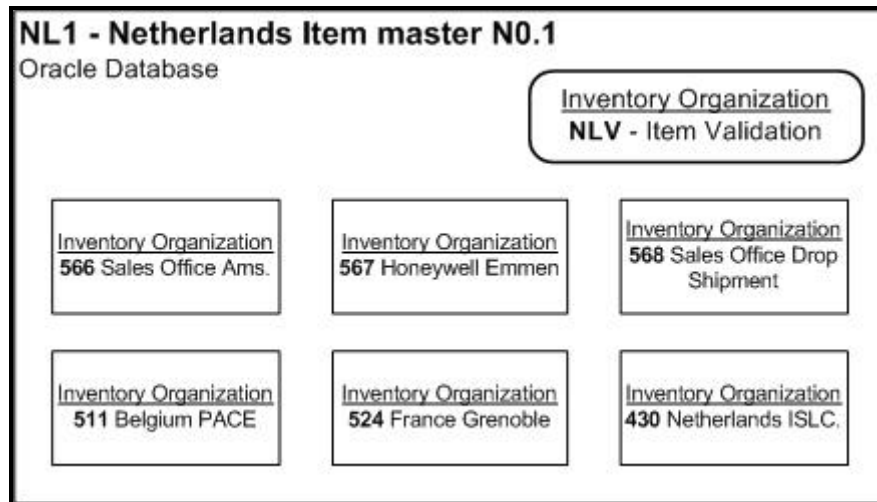 NL1 - Netherlands Item master N0.1
Oracle Database
Inventory Organization
NLV - Item Validation
Inventory Organization
566 Sales Office Ams.
Inventory Organization
567 Honeywell Emmen
Inventory Organization
568 Sales Office Drop
Shipment
Inventory Organization
511 Belgium PACE
Inventory Organization
524 France Grenoble
Inventory Organization
430 Netherlands ISLC.